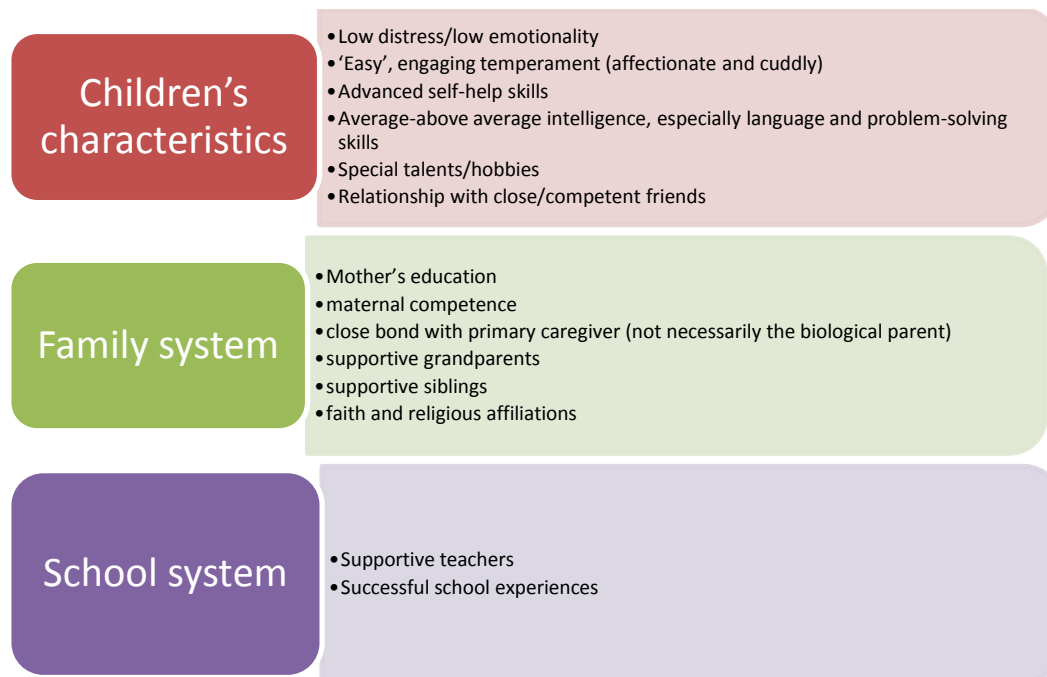 Children's
characteristics
•Low distress/low emotionality
•‘Easy’, engaging temperament (affectionate and cuddly)
•Advanced self-help skills
•Average-above average intelligence, especially language and problem-solving
skills
•Special talents/hobbies
•Relationship with close/competent friends
Family system
•Mother’s education
•maternal competence
•close bond with primary caregiver (not necessarily the biological parent)
•supportive grandparents
•supportive siblings
•faith and religious affiliations
School system
•Supportive teachers
•Successful school experiences